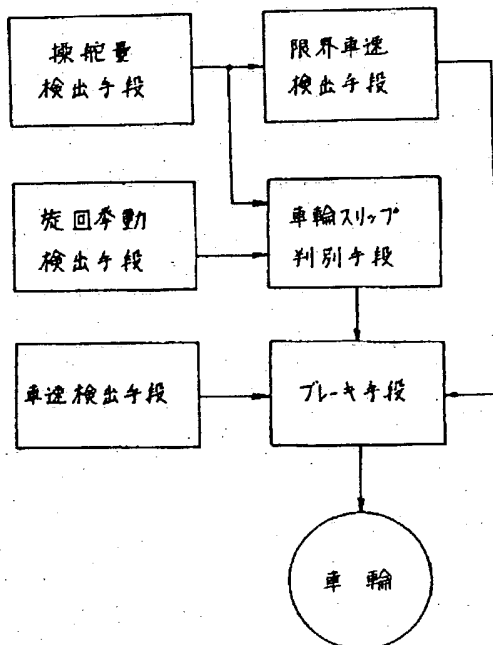 操舵量
検出手段
限界車速
検出手段
旋回挙動
検出手段
車輪スリップ
判別手段
車速検出手段
ブレーキ手段
車輪